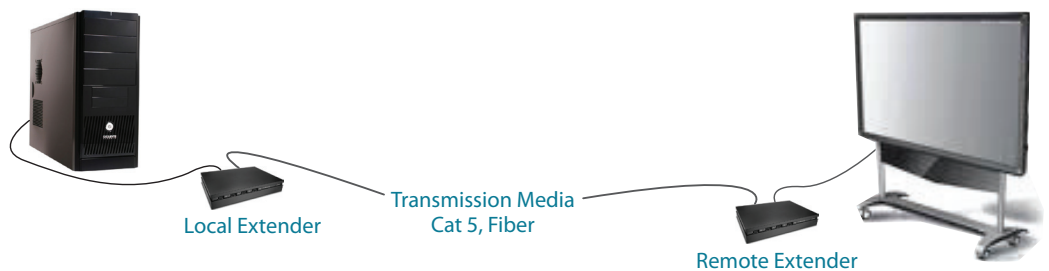 Local Extender
Transmission Media
Cat 5, Fiber
Remote Extender